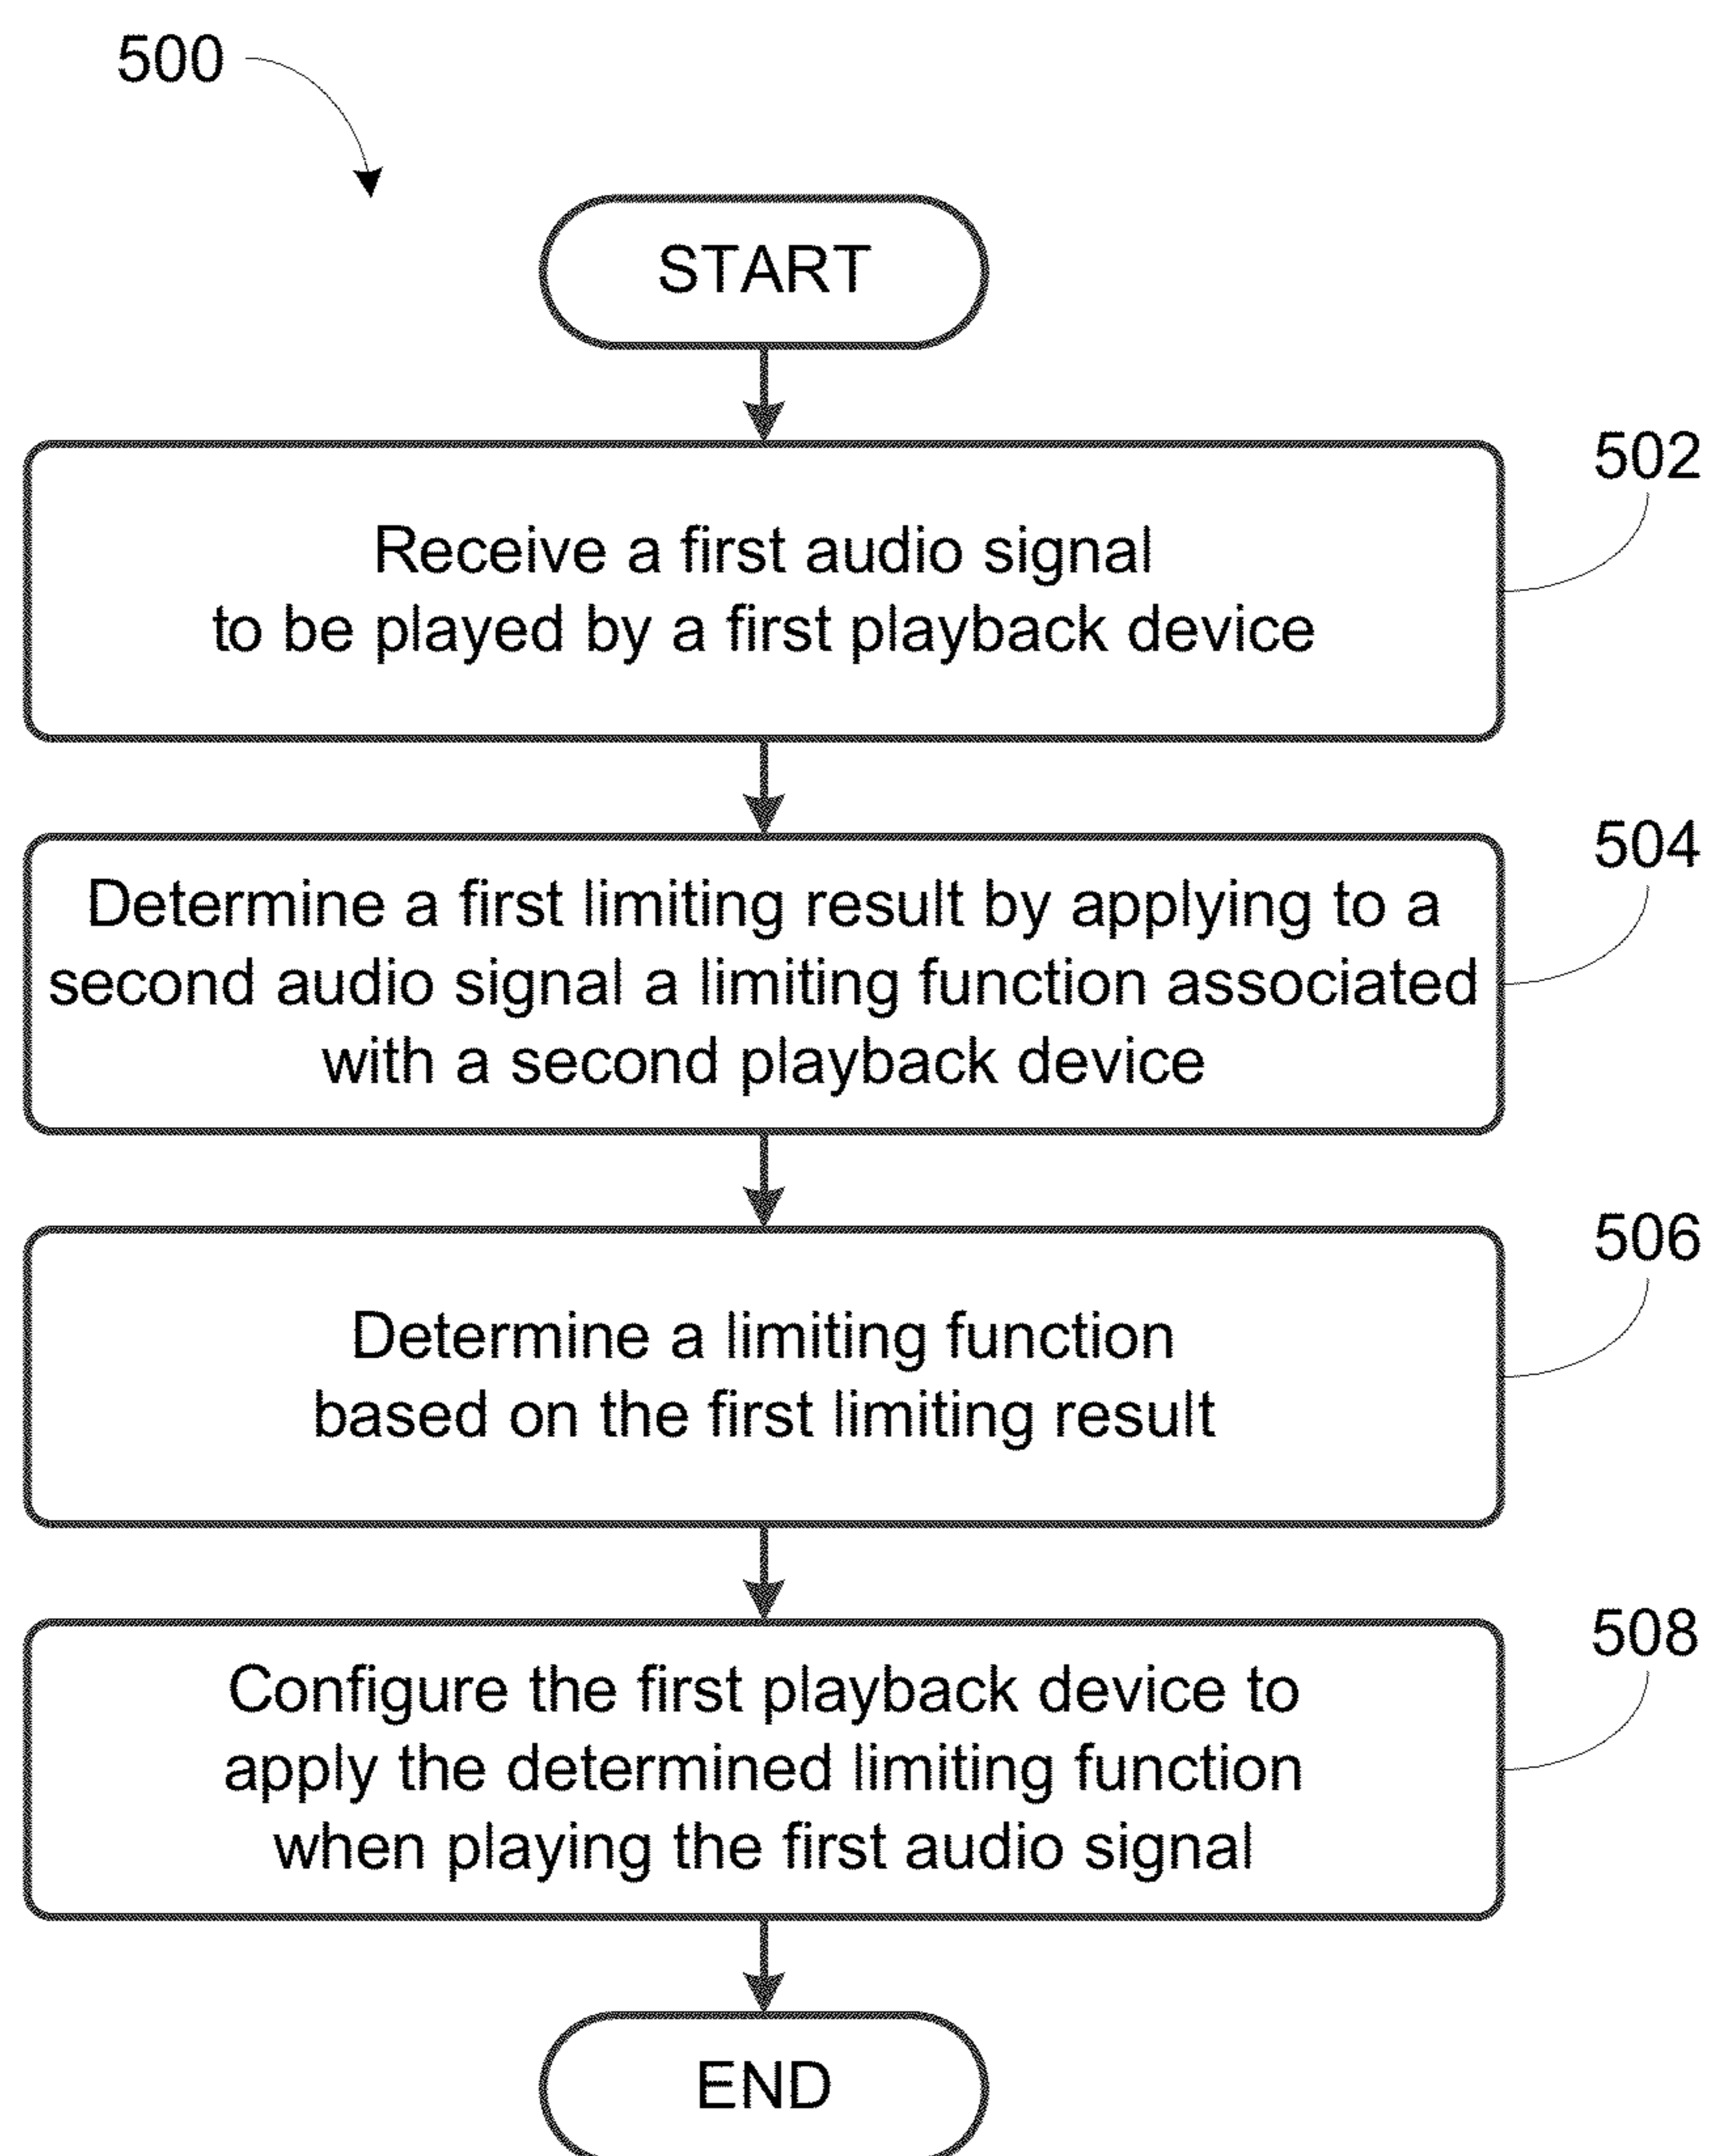 500
START
502
Receive a first audio signal
to be played by a first playback device
504
Determine a first limiting result by applying to a
second audio signal a limiting function associated
with a second playback device
506
Determine a limiting function
based on the first limiting result
508
Configure the first playback device to
apply the determined limiting function
when playing the first audio signal
END